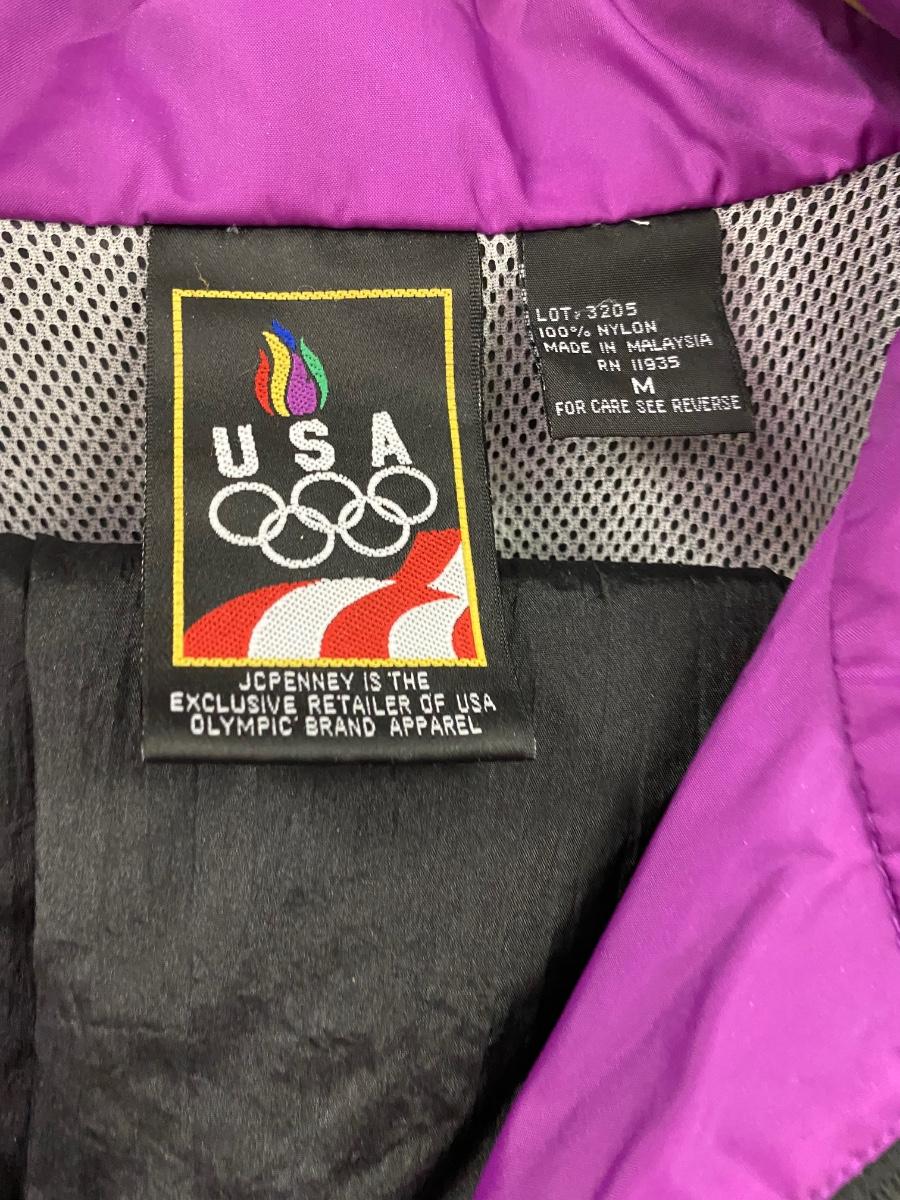 USA
JCPENNEY IS THE
EXCLUSIVE RETAILER OF USA
OLYMPIC BRAND APPAREL
LOT: 3205
100% NYLON
MADE IN MALAYSIA
RN 11935
M
FOR CARE SEE REVERSE